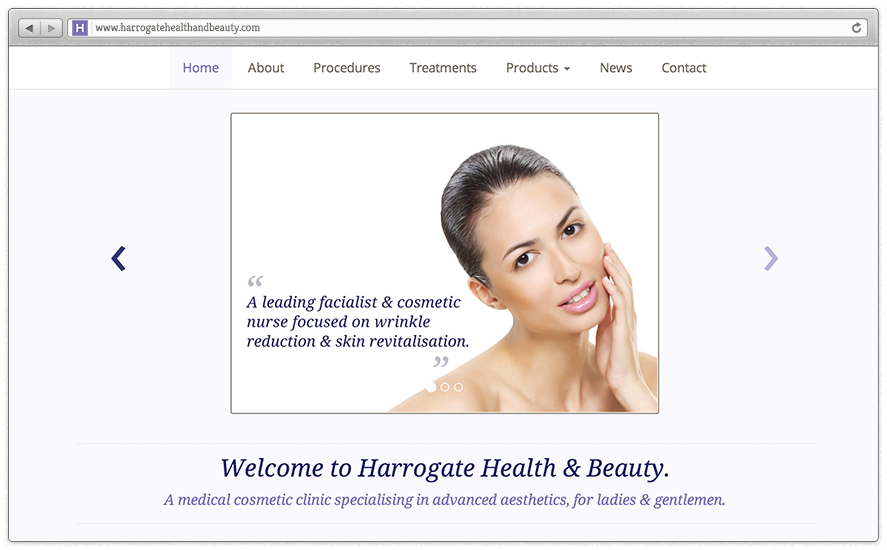 H
www.harrogatehealthandbeauty.com
Home About Procedures Treatments Products News Contact
“
A leading facialist & cosmetic
nurse focused on wrinkle
reduction & skin revitalisation.
”
Welcome to Harrogate Health & Beauty.
A medical cosmetic clinic specialising in advanced aesthetics, for ladies & gentlemen.